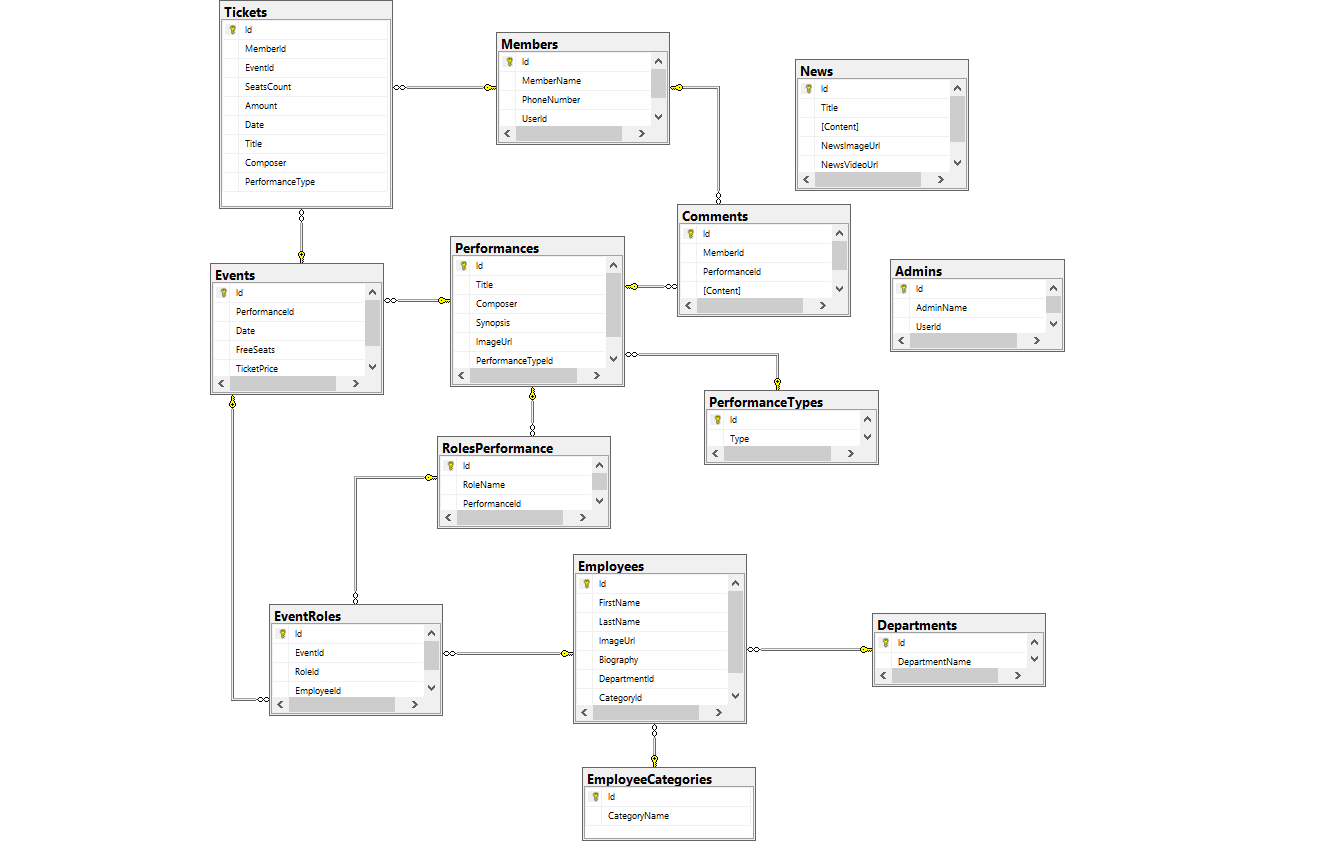 Tickets
Id
MemberId
EventId
SeatsCount
Amount
Date
Title
Composer
PerformanceType
Members
Id
MemberName
PhoneNumber
UserId
News
Id
Title
[Content]
NewsImageUrl
NewsVideoUrl
Comments
Id
MemberId
PerformanceId
[Content]
Performances
Id
Title
Composer
Synopsis
ImageUrl
PerformanceTypeId
Events
Id
PerformanceId
Date
FreeSeats
TicketPrice
Admins
Id
AdminName
UserId
PerformanceTypes
Id
Type
RolesPerformance
Id
RoleName
PerformanceId
Employees
Id
FirstName
LastName
ImageUrl
Biography
DepartmentId
CategoryId
EventRoles
Id
EventId
RoleId
EmployeeId
Departments
Id
DepartmentName
EmployeeCategories
Id
CategoryName